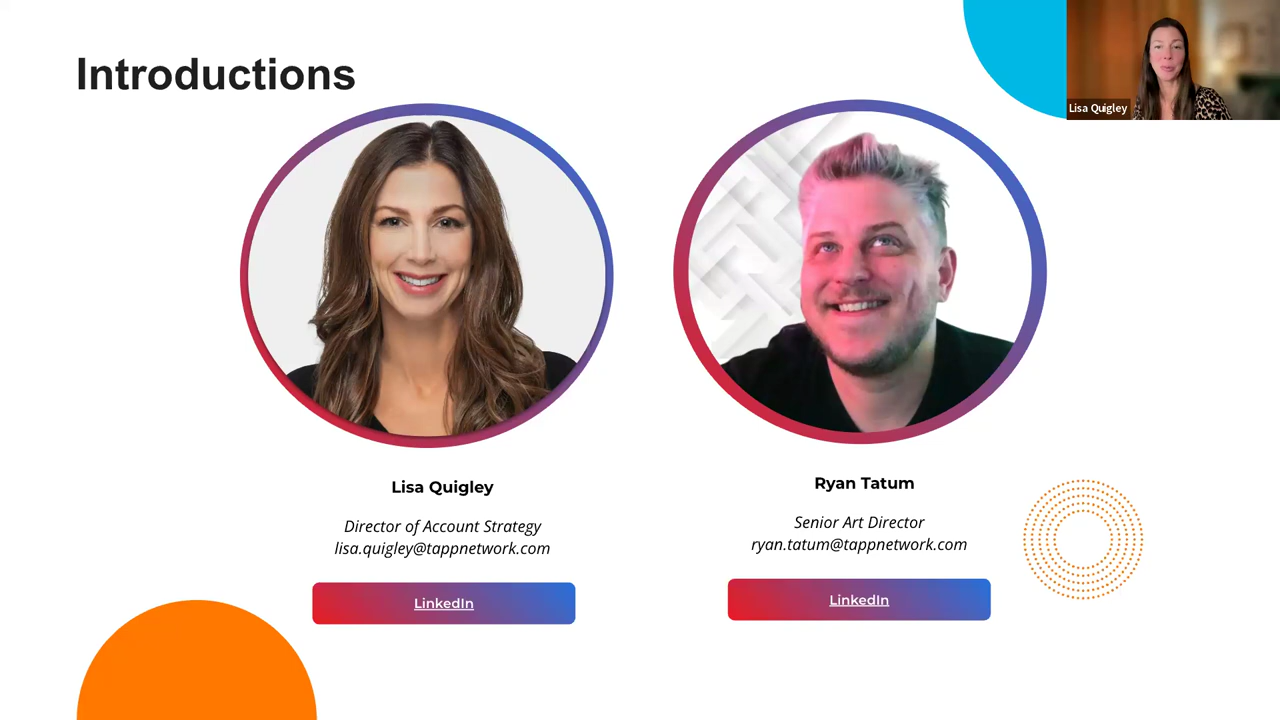 Introductions
Lisa Quigley
Lisa Quigley
Director of Account Strategy
lisa.quigley@tappnetwork.com
LinkedIn
Ryan Tatum
Senior Art Director
ryan.tatum@tappnetwork.com
LinkedIn